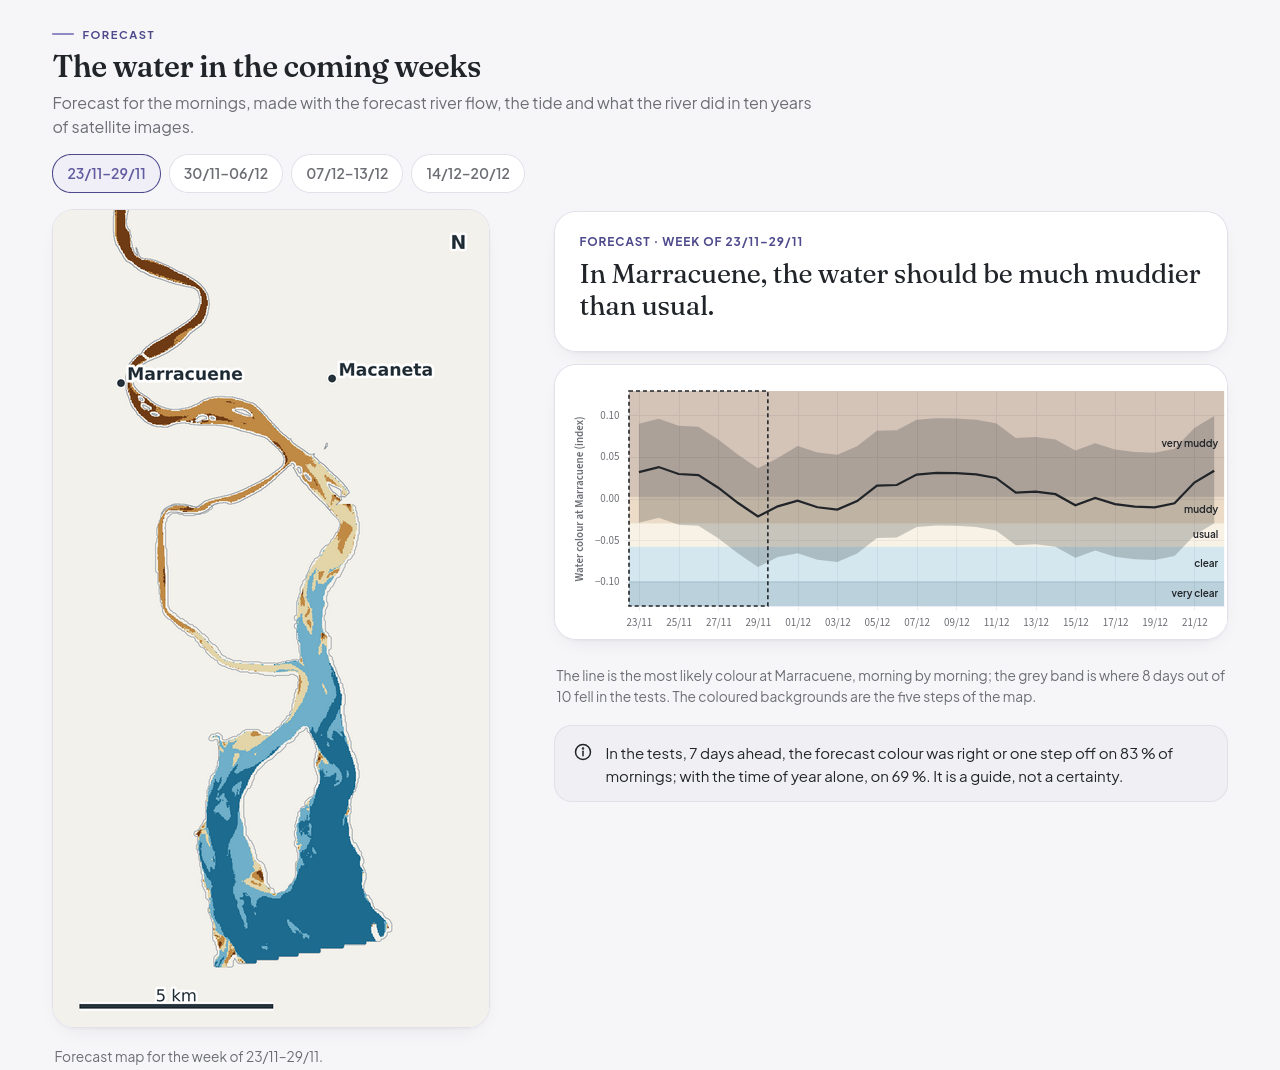 FORECAST
The water in the coming weeks
Forecast for the mornings, made with the forecast river flow, the tide and what the river did in ten years
of satellite images.
23/11–29/11
30/11–06/12
07/12–13/12
14/12–20/12
N
Marracuene
Macaneta
5 km
Forecast map for the week of 23/11–29/11.
FORECAST · WEEK OF 23/11–29/11
In Marracuene, the water should be much muddier
than usual.
Water colour at Marracuene (index)
0.10
0.05
0.00
−0.05
−0.10
very muddy
muddy
usual
clear
very clear
23/11 25/11 27/11 29/11 01/12 03/12 05/12 07/12 09/12 11/12 13/12 15/12 17/12 19/12 21/12
The line is the most likely colour at Marracuene, morning by morning; the grey band is where 8 days out of
10 fell in the tests. The coloured backgrounds are the five steps of the map.
In the tests, 7 days ahead, the forecast colour was right or one step off on 83 % of
mornings; with the time of year alone, on 69 %. It is a guide, not a certainty.